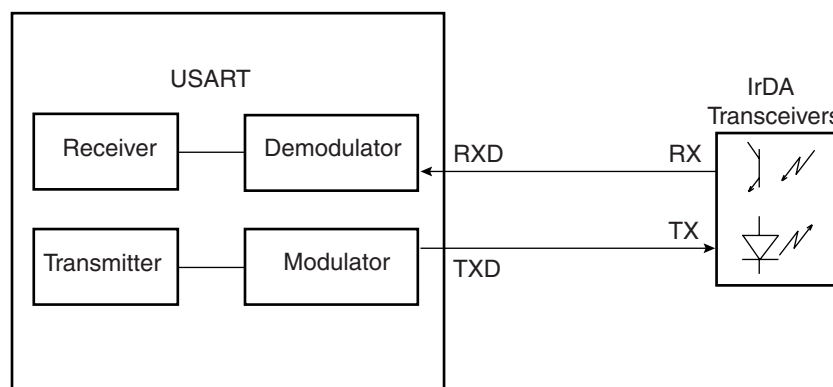 USART
IrDA
Transceivers
Receiver
Demodulator
RXD
RX
Transmitter
Modulator
TXD
TX